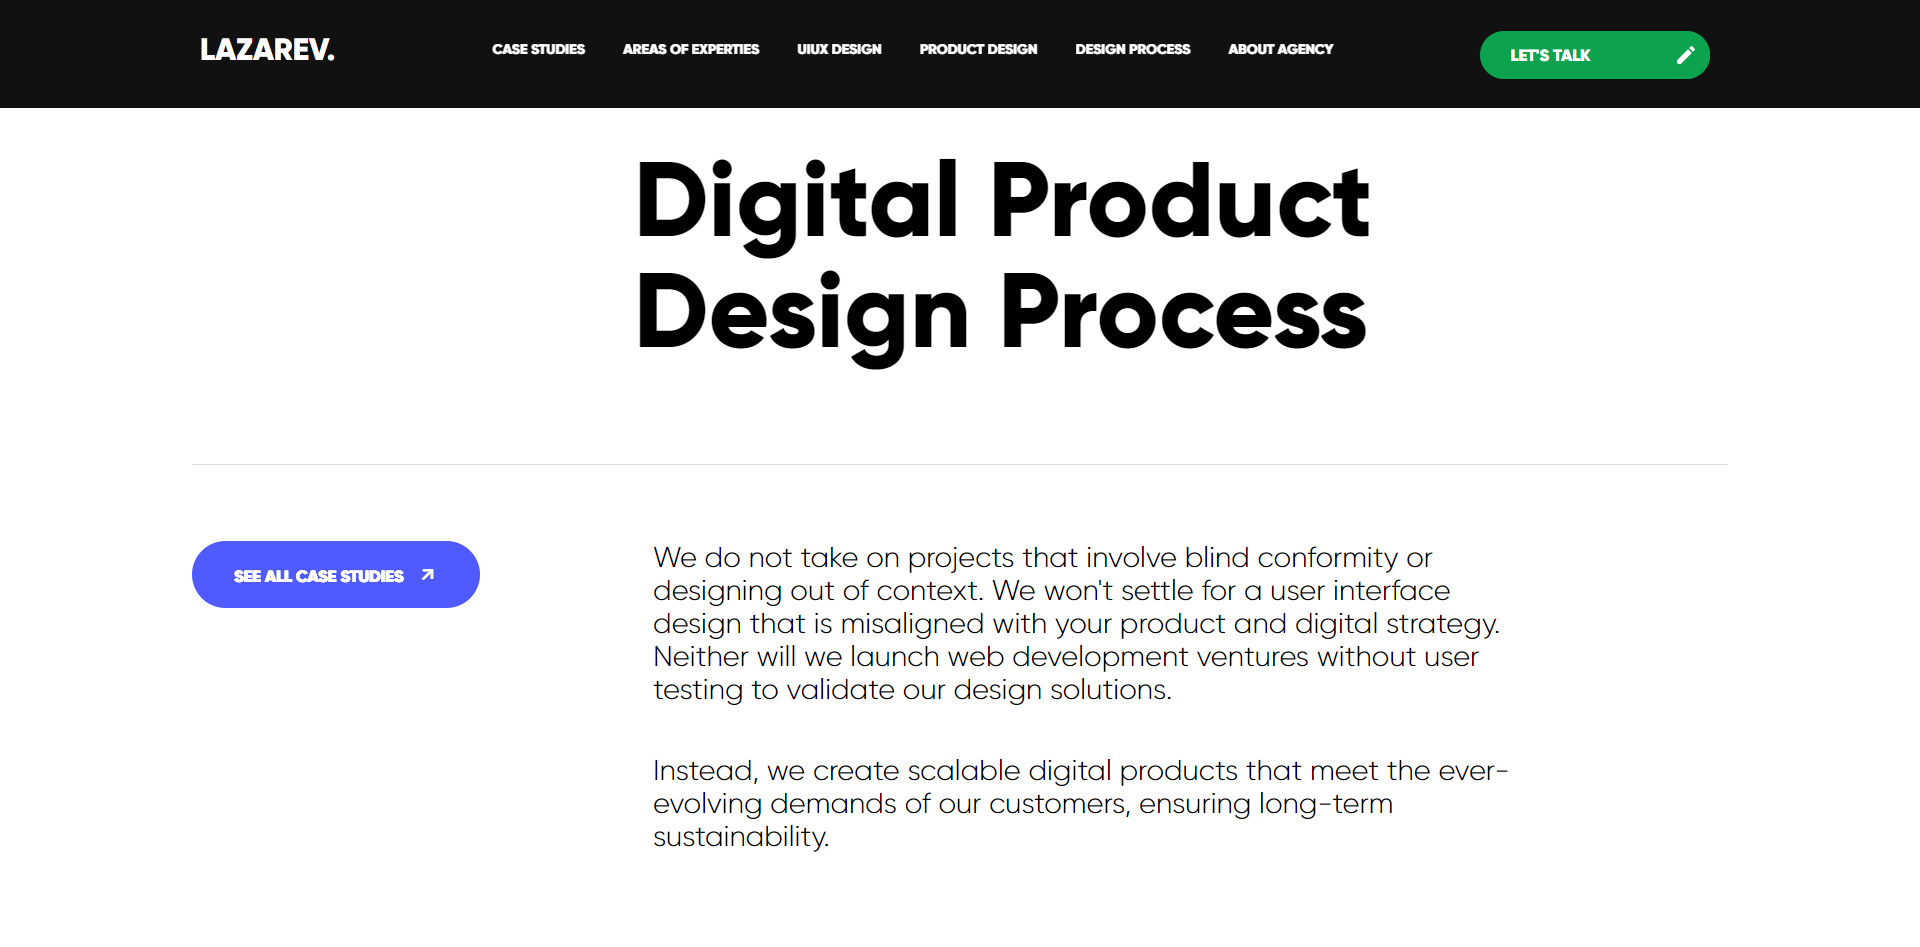 LAZAREV.
CASE STUDIES
AREAS OF EXPERTIES
UIUX DESIGN
PRODUCT DESIGN
DESIGN PROCESS
ABOUT AGENCY
LET'S TALK
Digital Product
Design Process
SEE ALL CASE STUDIES
We do not take on projects that involve blind conformity or
designing out of context. We won't settle for a user interface
design that is misaligned with your product and digital strategy.
Neither will we launch web development ventures without user
testing to validate our design solutions.
Instead, we create scalable digital products that meet the ever-
evolving demands of our customers, ensuring long-term
sustainability.